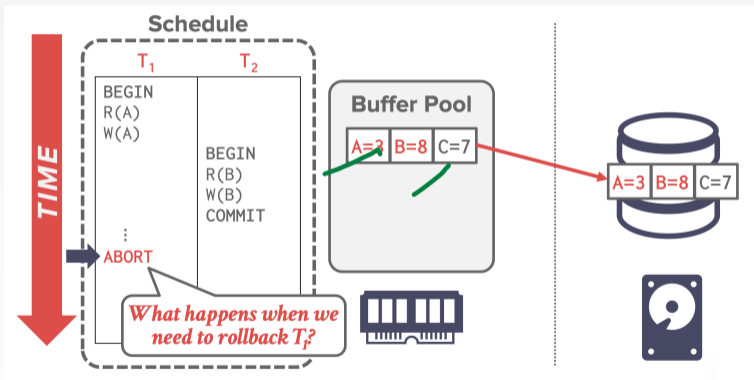 Schedule
T1 T2
TIME
BEGIN
R(A)
W(A)
BEGIN
R(B)
W(B)
COMMIT
⋮
ABORT
What happens when we
need to rollback T1?
Buffer Pool
A=3 B=8 C=7
A=3 B=8 C=7